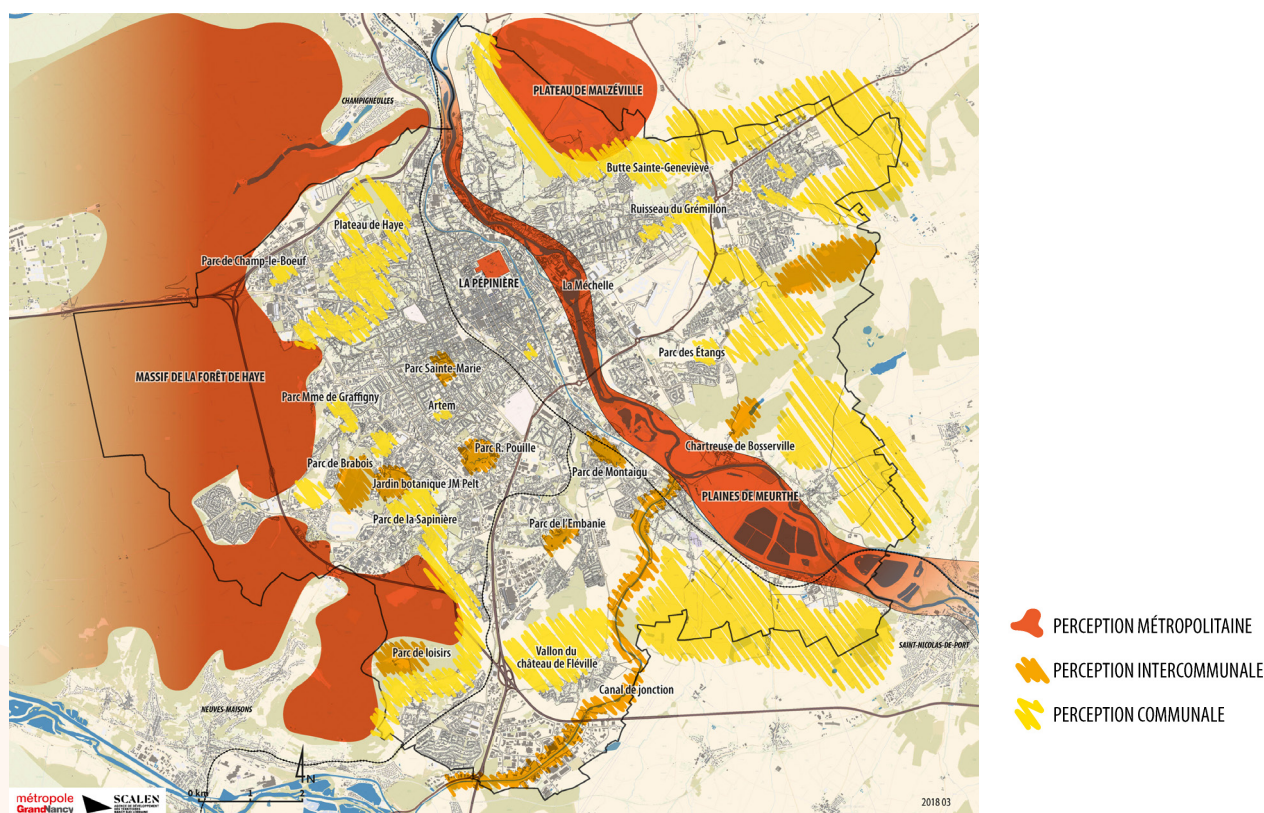 CHAMPIGNEULLES
PLATEAU DE MALZÉVILLE
Butte Sainte-Geneviève
Ruisseau du Grémillon
Plateau de Haye
Parc de Champ-le-Boeuf
LA PÉPINIÈRE
La Méchelle
Parc des Étangs
Parc Sainte-Marie
MASSIF DE LA FORÊT DE HAYE
Parc Mme de Graffigny
Artem
Parc R. Pouille
Chartreuse de Bosserville
Parc de Brabois
Parc de Montaigu
Jardin botanique JM Pelt
PLAINES DE MEURTHE
Parc de la Sapinière
Parc de l'Embanie
PERCEPTION MÉTROPOLITAINE
SAINT-NICOLAS-DE-PORT
Parc de loisirs
Vallon du
château de Fléville
PERCEPTION INTERCOMMUNALE
Canal de jonction
NEUVES-MAISONS
PERCEPTION COMMUNALE
N
0 km 1 2
métropole
GrandNancy
SCALEN
2018 03